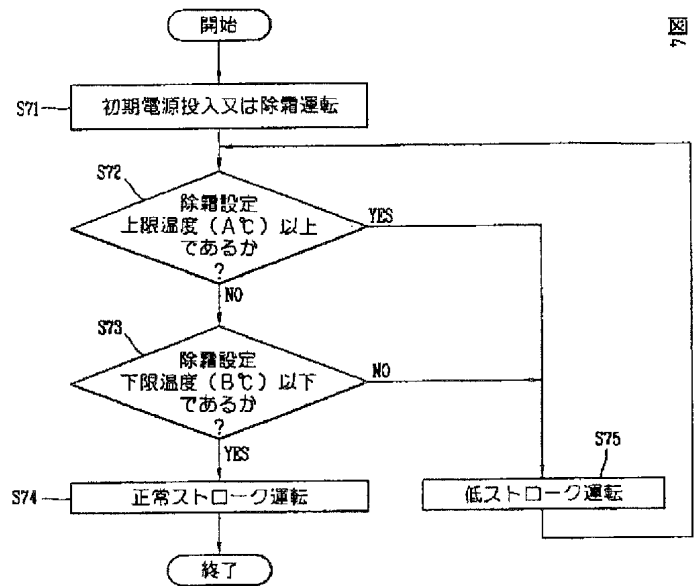 図7
開始
S71
初期電源投入又は除霜運転
S72
除霜設定
上限温度（A℃）以上
であるか
?
YES
NO
S73
除霜設定
下限温度（B℃）以下
であるか
?
NO
YES
S74
正常ストローク運転
S75
低ストローク運転
終了